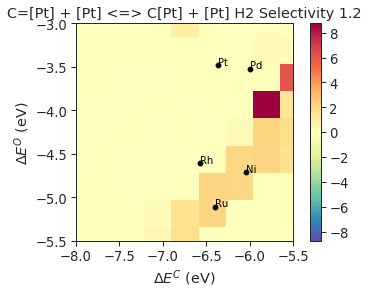 C=[Pt] + [Pt] <=> C[Pt] + [Pt] H2 Selectivity 1.2
−3.0
−3.5
−4.0
−4.5
−5.0
−5.5
ΔE^O (eV)
Pt
Pd
Rh
Ni
Ru
−8.0
−7.5
−7.0
−6.5
−6.0
−5.5
ΔE^C (eV)
8
6
4
2
0
−2
−4
−6
−8